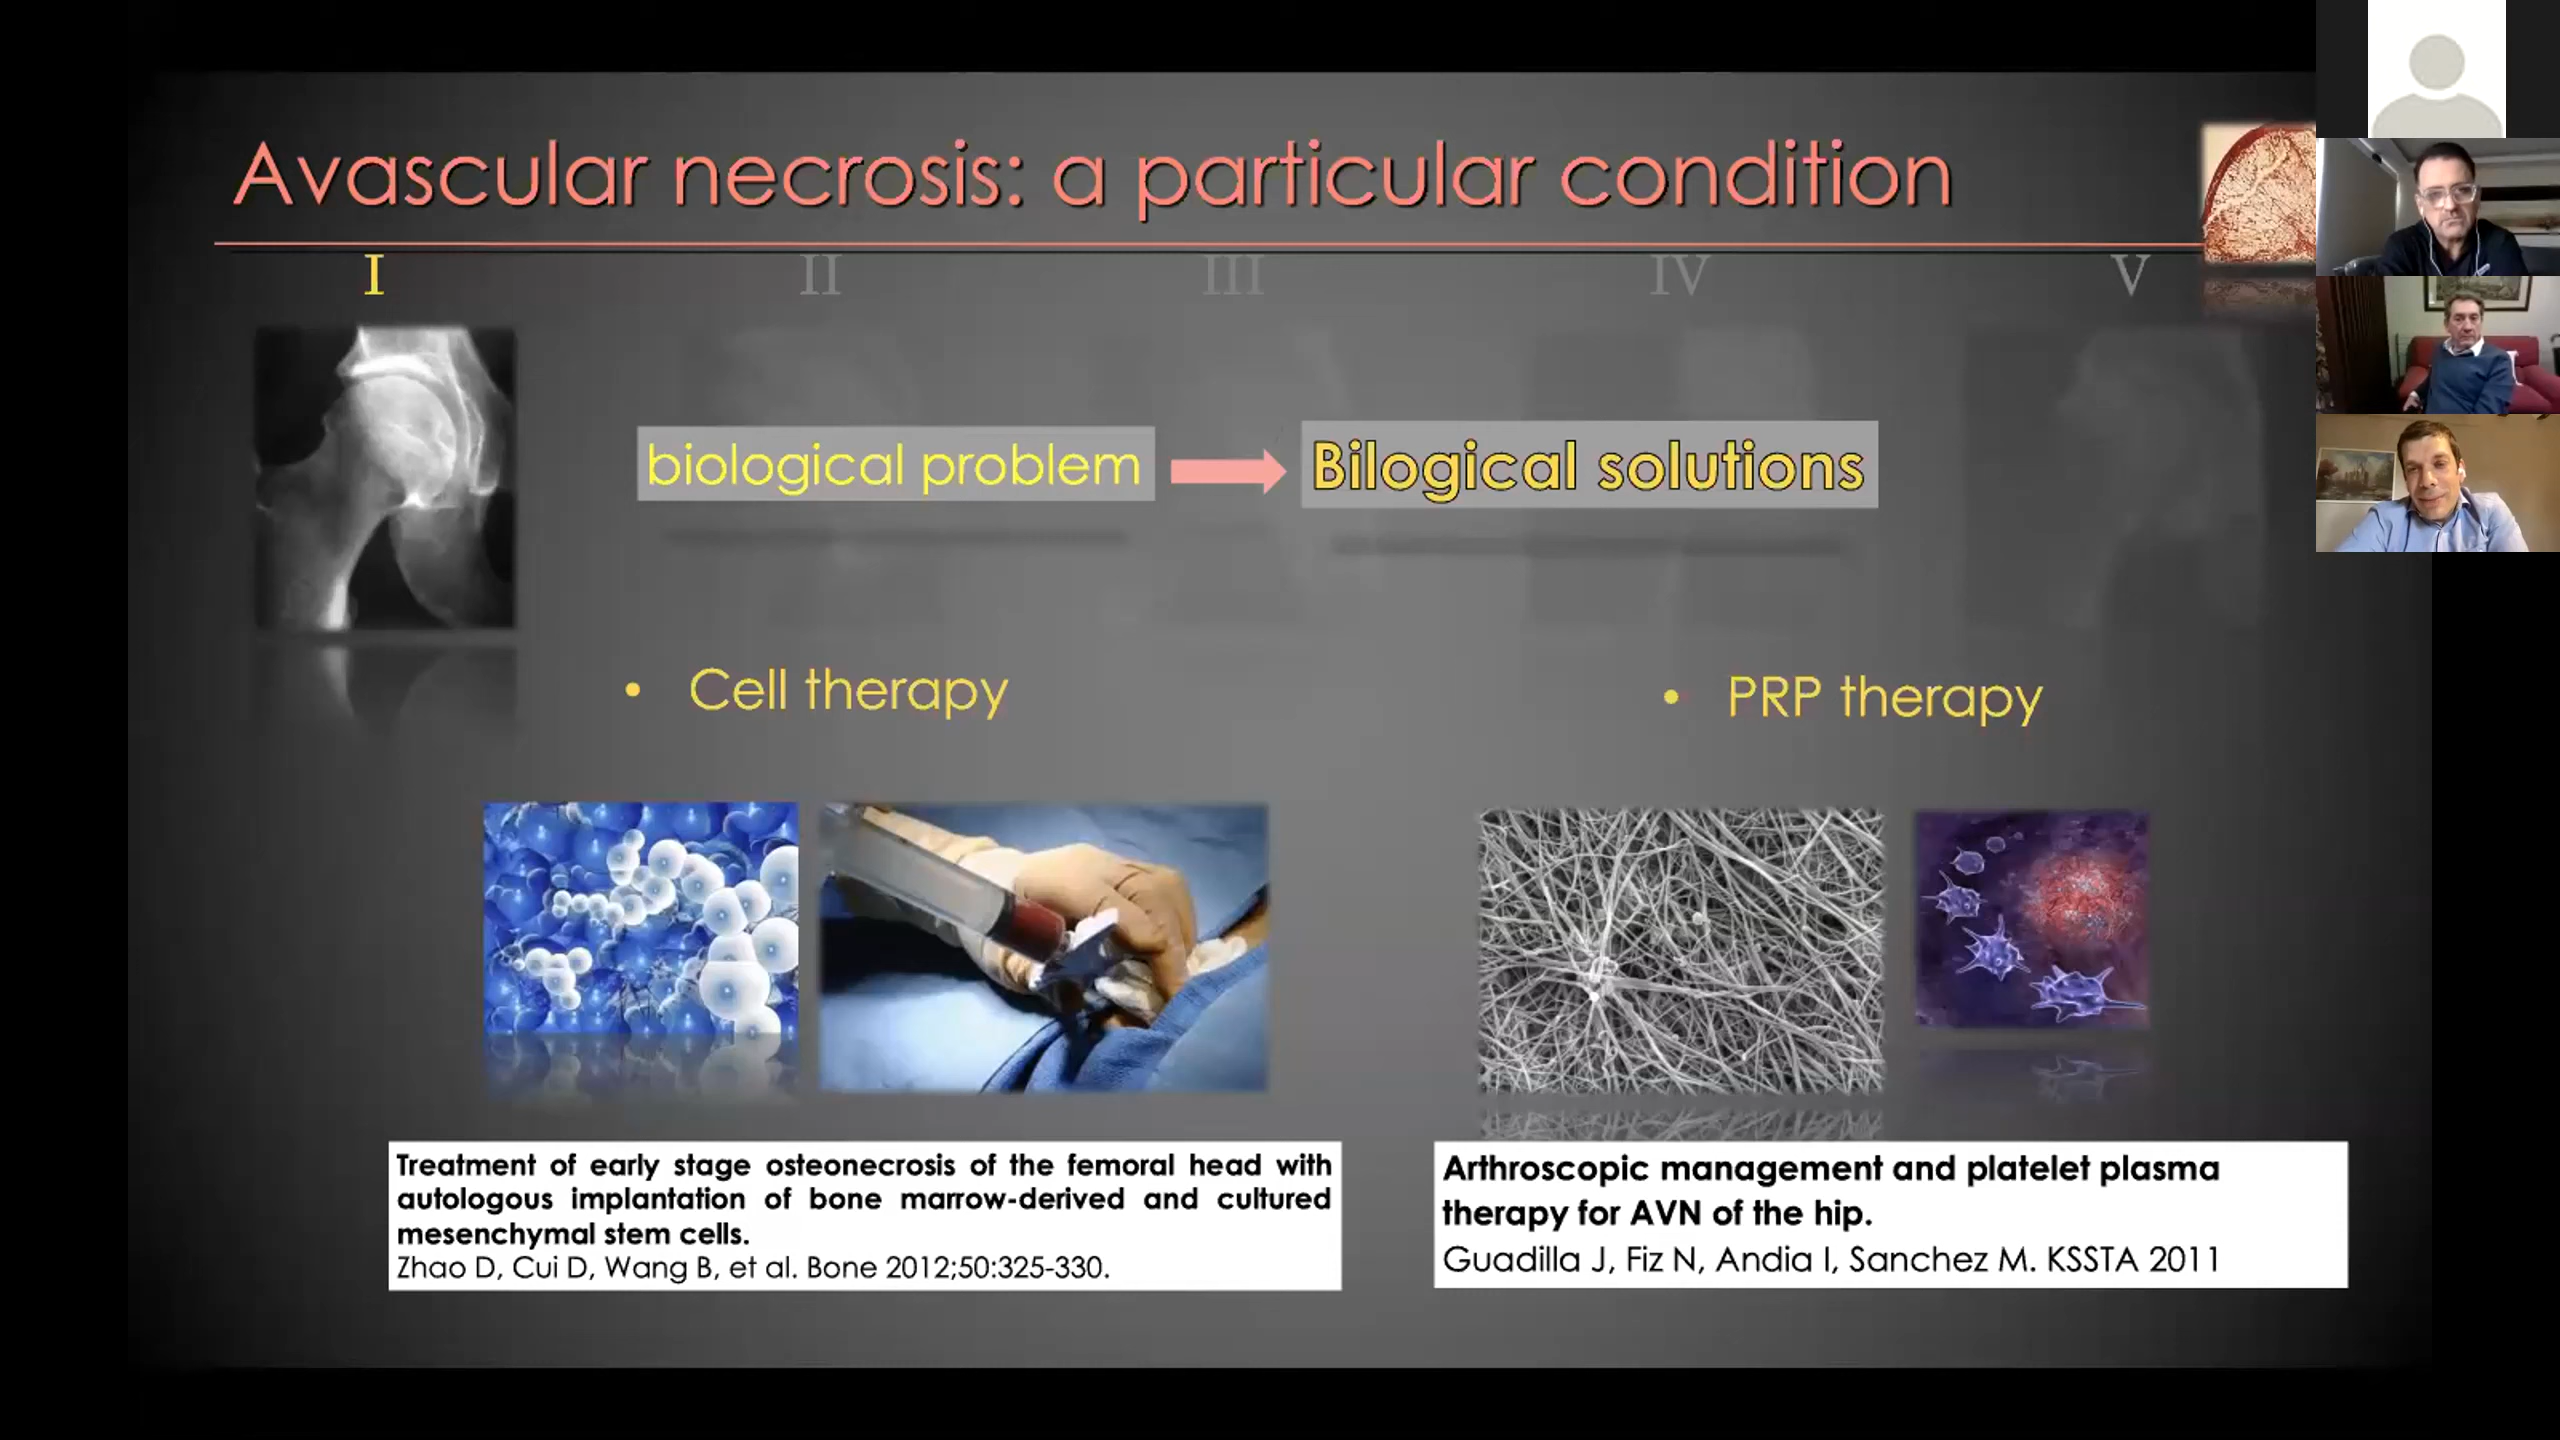 Avascular necrosis: a particular condition
I II III IV V
biological problem Bilogical solutions
• Cell therapy
• PRP therapy
Treatment of early stage osteonecrosis of the femoral head with
autologous implantation of bone marrow-derived and cultured
mesenchymal stem cells.
Zhao D, Cui D, Wang B, et al. Bone 2012;50:325-330.
Arthroscopic management and platelet plasma
therapy for AVN of the hip.
Guadilla J, Fiz N, Andia I, Sanchez M. KSSTA 2011